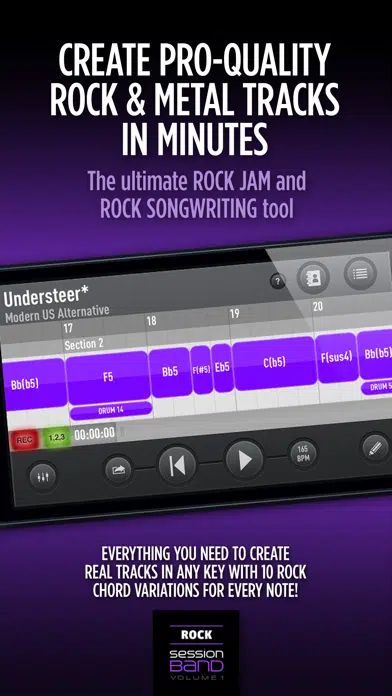 CREATE PRO-QUALITY
ROCK & METAL TRACKS
IN MINUTES
The ultimate ROCK JAM and
ROCK SONGWRITING tool
Understeer*
Modern US Alternative
?
17 18 19 20
Section 2
Bb(b5) F5 Bb5 F(#5) Eb5 C(b5) F(sus4) Bb(b5)
DRUM 14 DRUM 5
REC 1,2,3 00:00:00
165
BPM
EVERYTHING YOU NEED TO CREATE
REAL TRACKS IN ANY KEY WITH 10 ROCK
CHORD VARIATIONS FOR EVERY NOTE!
ROCK
SESSION
BAND
VOLUME 1